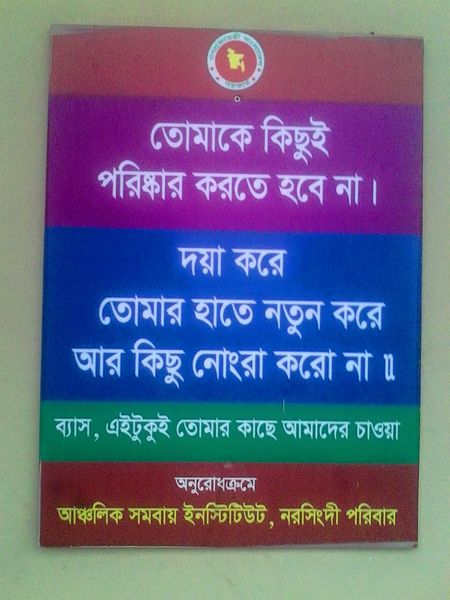 তোমাকে কিছুই
পরিষ্কার করতে হবে না।
দয়া করে
তোমার হাতে নতুন করে
আর কিছু নোংরা করো না ॥
ব্যাস, এইটুকুই তোমার কাছে আমাদের চাওয়া
অনুরোধক্রমে
আঞ্চলিক সমবায় ইনস্টিটিউট, নরসিংদী পরিবার